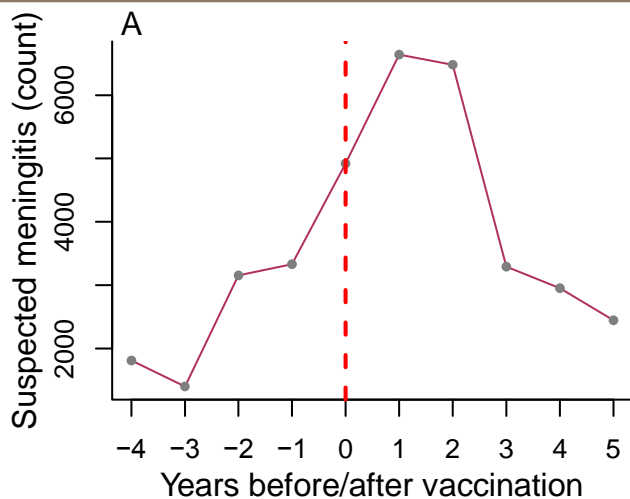 A
Suspected meningitis (count)
6000
4000
2000
−4 −3 −2 −1 0 1 2 3 4 5
Years before/after vaccination